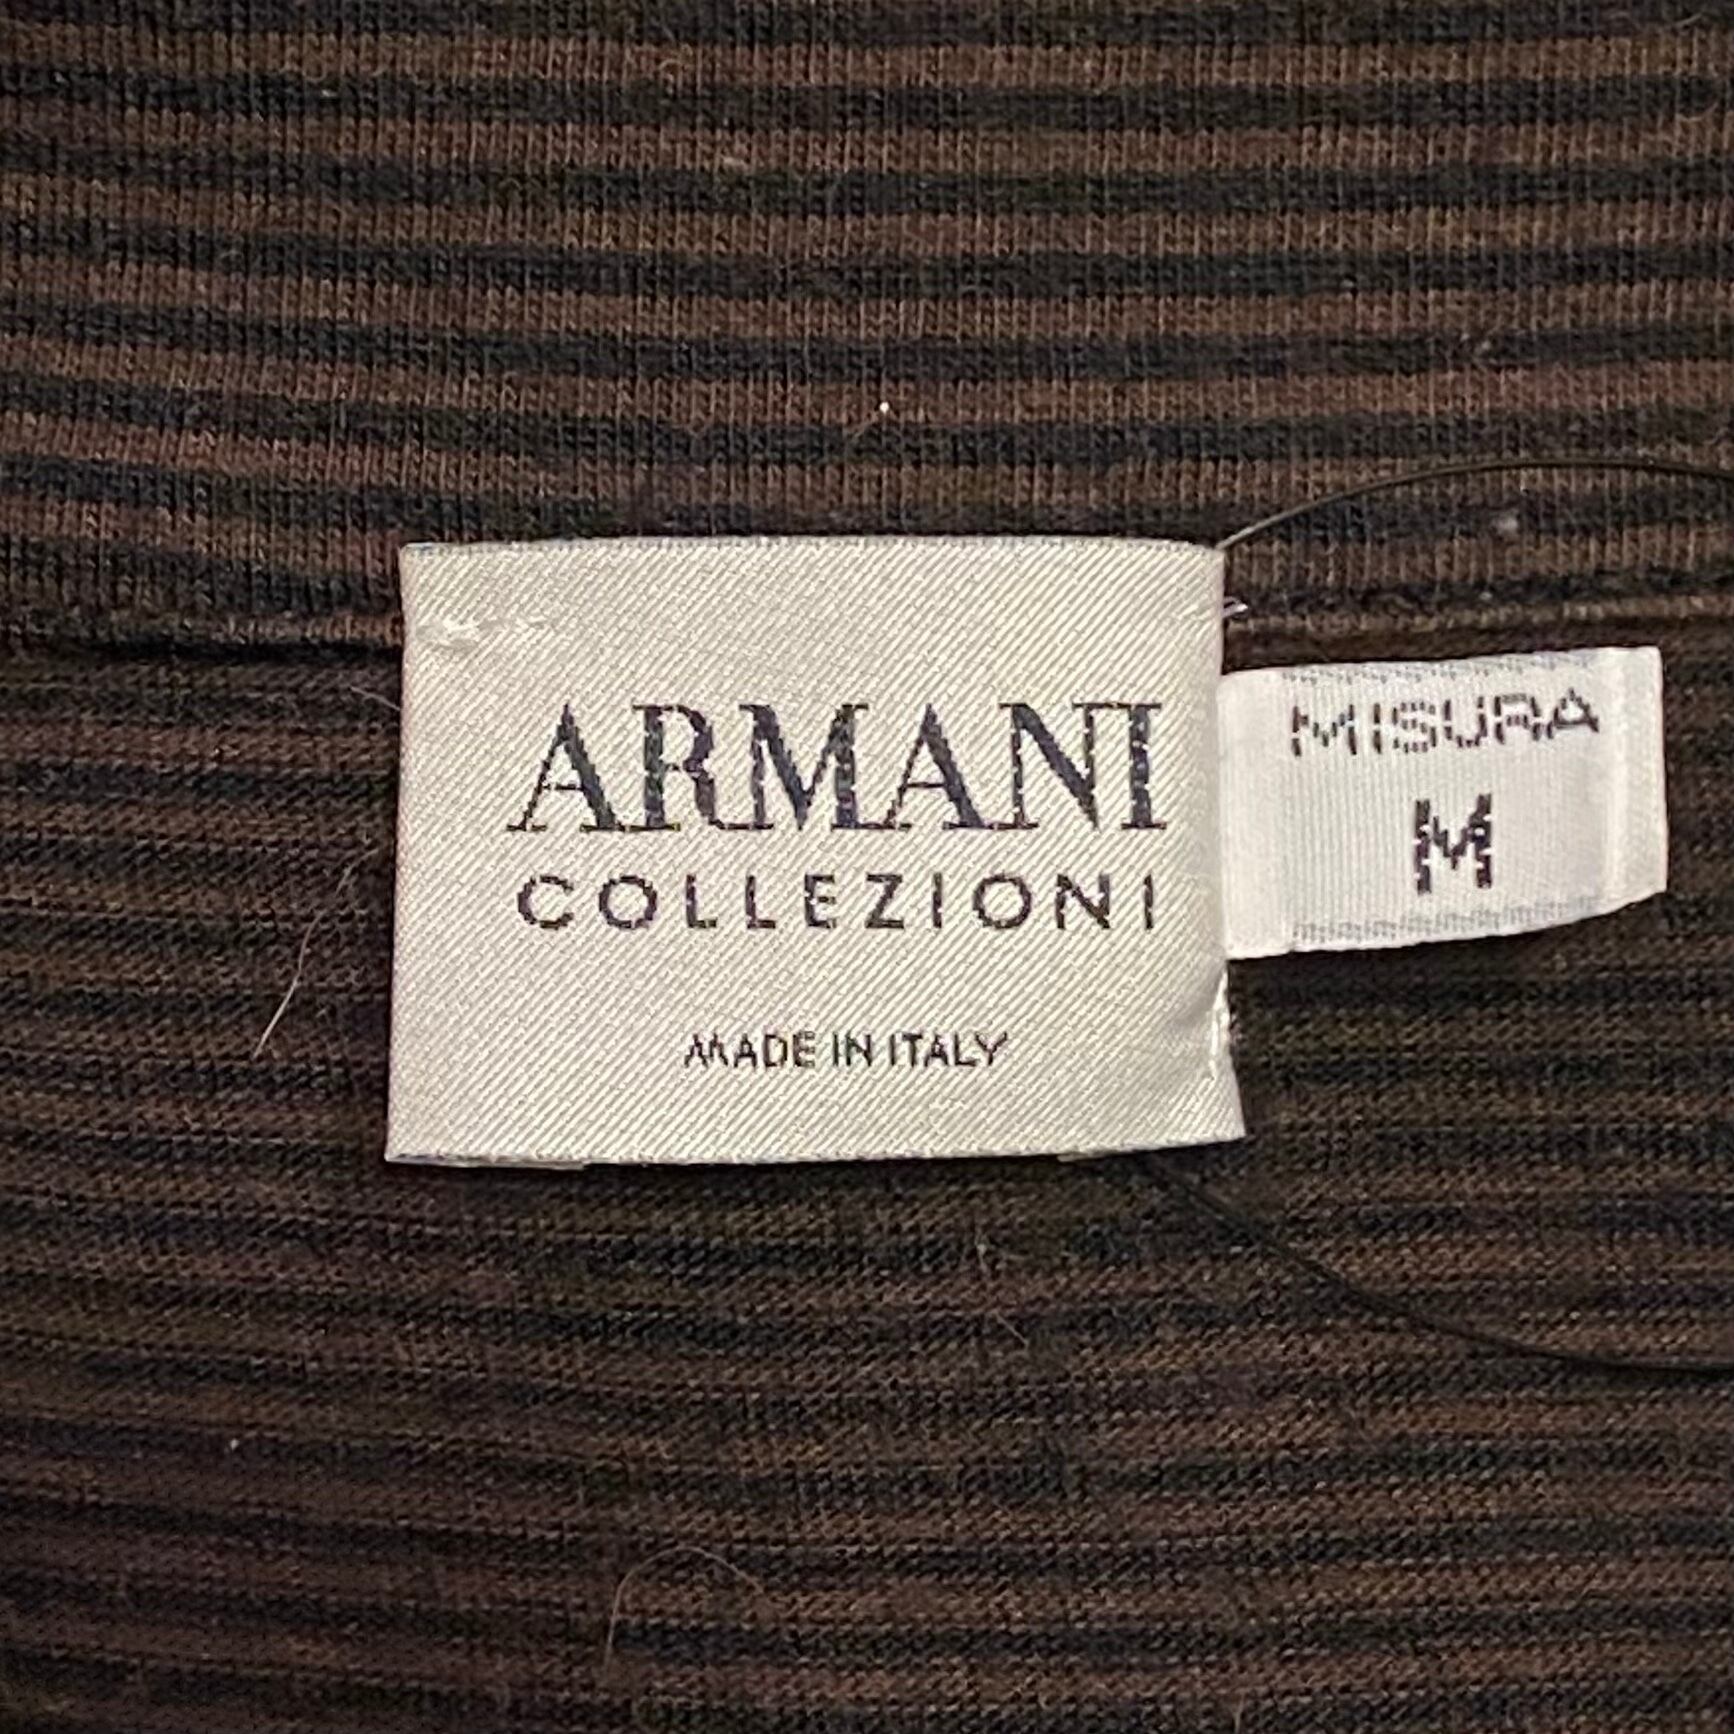 ARMANI
COLLEZIONI
MADE IN ITALY
MISURA
M